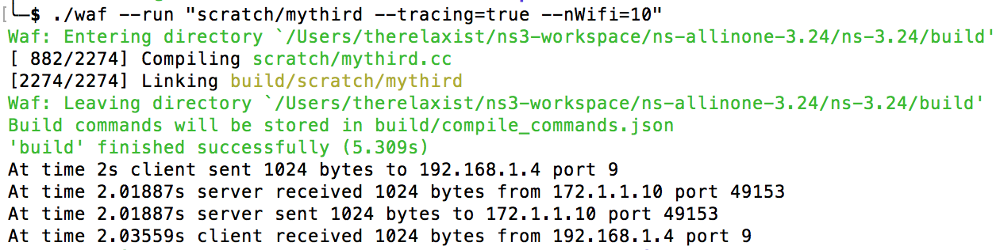 [╰─$ ./waf --run "scratch/mythird --tracing=true --nWifi=10"
Waf: Entering directory `/Users/therelaxist/ns3-workspace/ns-allinone-3.24/ns-3.24/build'
[ 882/2274] Compiling scratch/mythird.cc
[2274/2274] Linking build/scratch/mythird
Waf: Leaving directory `/Users/therelaxist/ns3-workspace/ns-allinone-3.24/ns-3.24/build'
Build commands will be stored in build/compile_commands.json
'build' finished successfully (5.309s)
At time 2s client sent 1024 bytes to 192.168.1.4 port 9
At time 2.01887s server received 1024 bytes from 172.1.1.10 port 49153
At time 2.01887s server sent 1024 bytes to 172.1.1.10 port 49153
At time 2.03559s client received 1024 bytes from 192.168.1.4 port 9